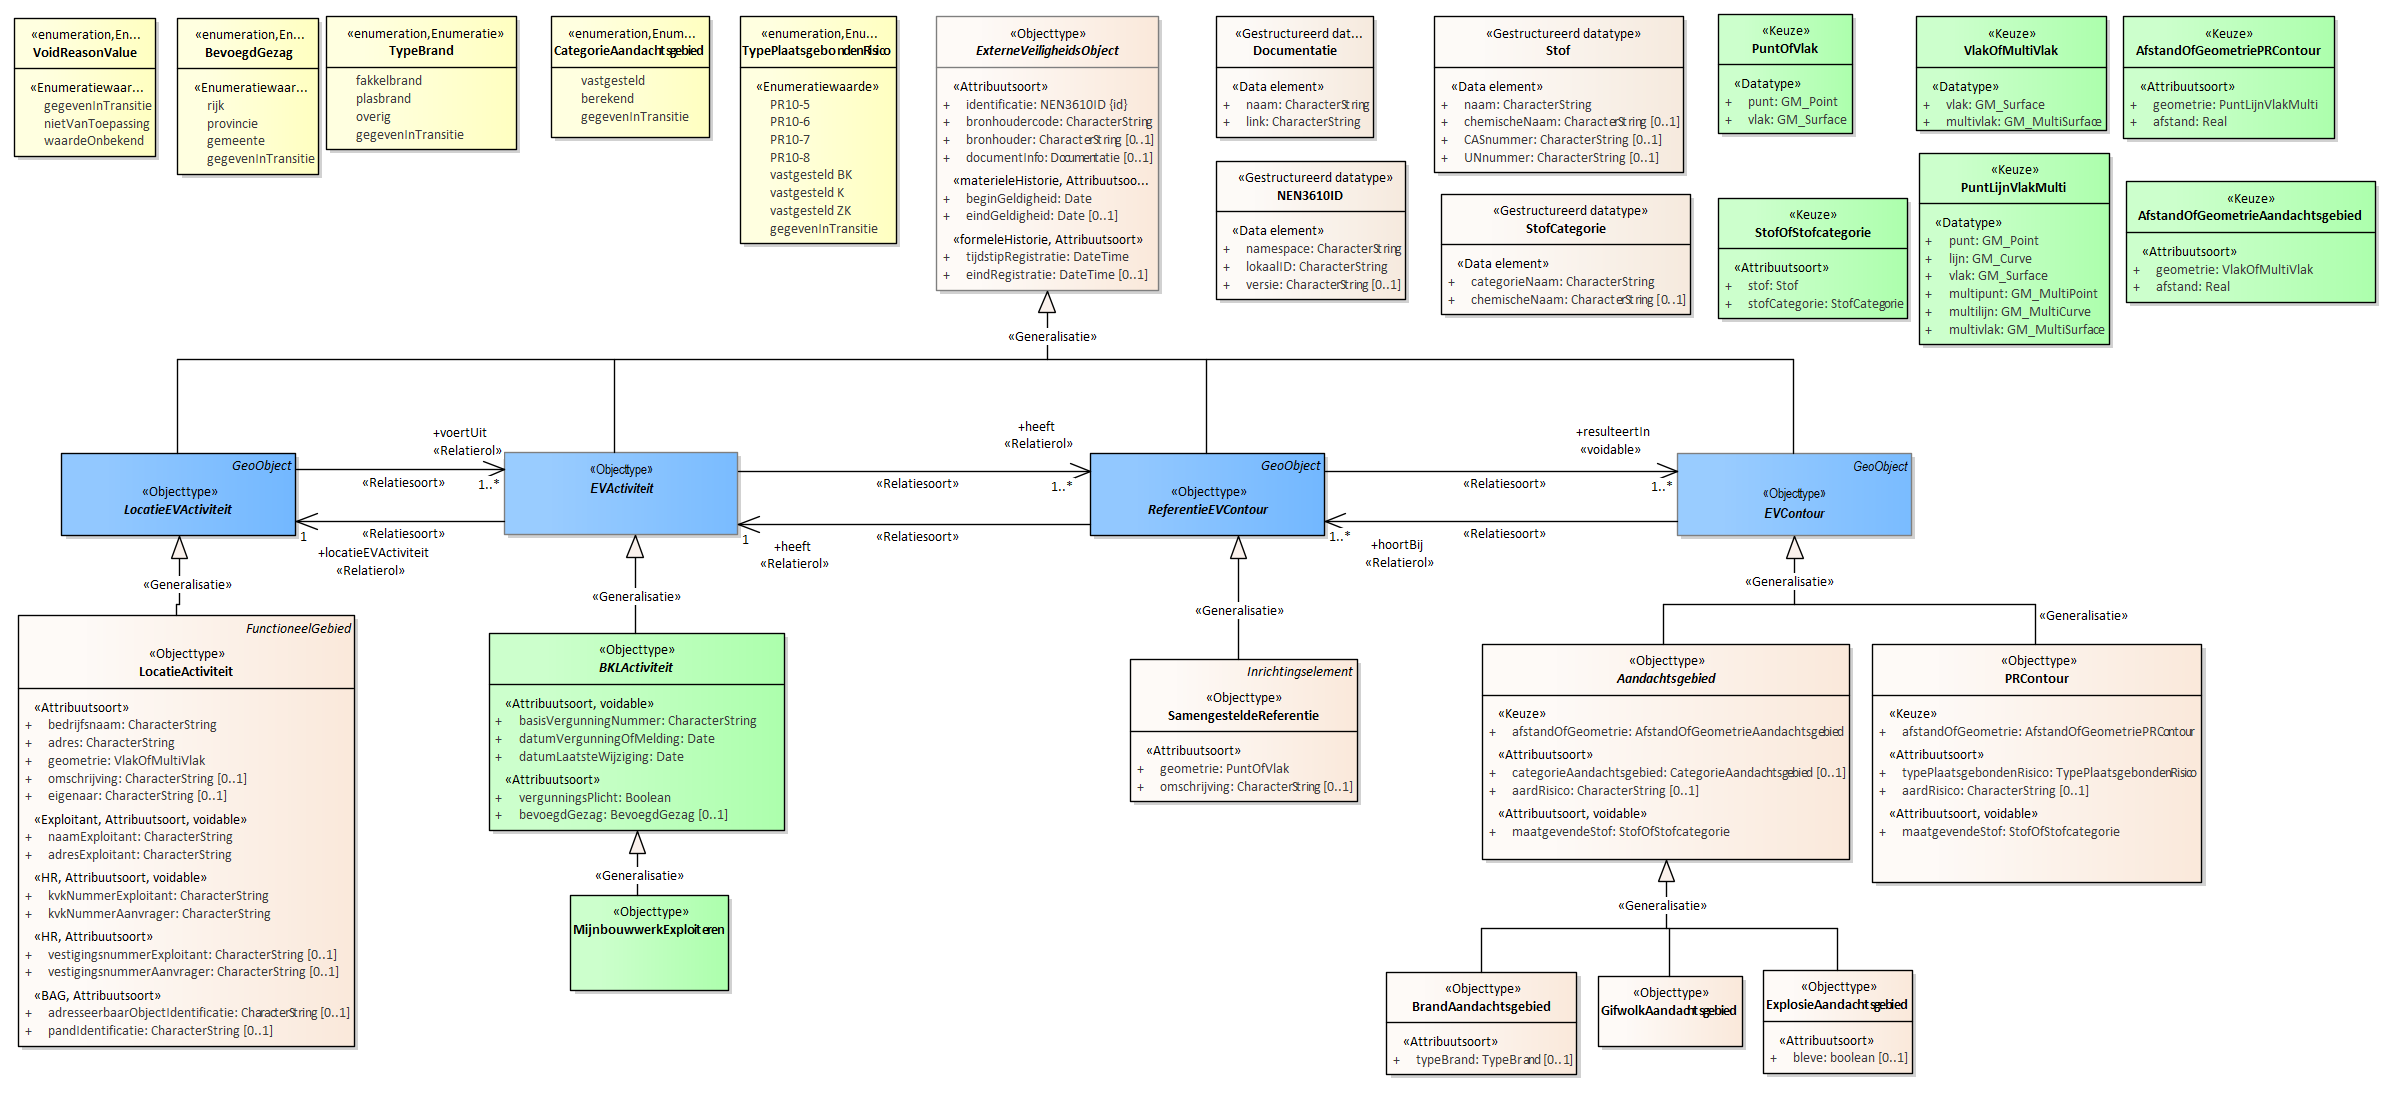 «enumeration,En...
VoidReasonValue
«Enumeratiewaar...
gegevenInTransitie
nietVanToepassing
waardeOnbekend
«enumeration,En...
BevoegdGezag
«Enumeratiewaar...
rijk
provincie
gemeente
gegevenInTransitie
«enumeration,Enumeratie»
TypeBrand
fakkelbrand
plasbrand
overig
gegevenInTransitie
«enumeration,Enum...
CategorieAandachtsgebied
vastgesteld
berekend
gegevenInTransitie
«enumeration,Enu...
TypePlaatsgebondenRisico
«Enumeratiewaarde»
PR10-5
PR10-6
PR10-7
PR10-8
vastgesteld BK
vastgesteld K
vastgesteld ZK
gegevenInTransitie
«Objecttype»
ExterneVeiligheidsObject
«Attribuutsoort»
+ identificatie: NEN3610ID {id}
+ bronhoudercode: CharacterString
+ bronhouder: CharacterString [0..1]
+ documentInfo: Documentatie [0..1]
«materieleHistorie, Attribuutsoo...
+ beginGeldigheid: Date
+ eindGeldigheid: Date [0..1]
«formeleHistorie, Attribuutsoort»
+ tijdstipRegistratie: DateTime
+ eindRegistratie: DateTime [0..1]
«Gestructureerd dat...
Documentatie
«Data element»
+ naam: CharacterString
+ link: CharacterString
«Gestructureerd datatype»
NEN3610ID
«Data element»
+ namespace: CharacterString
+ lokaalID: CharacterString
+ versie: CharacterString [0..1]
«Gestructureerd datatype»
Stof
«Data element»
+ naam: CharacterString
+ chemischeNaam: CharacterString [0..1]
+ CASnummer: CharacterString [0..1]
+ UNnummer: CharacterString [0..1]
«Gestructureerd datatype»
StofCategorie
«Data element»
+ categorieNaam: CharacterString
+ chemischeNaam: CharacterString [0..1]
«Keuze»
PuntOfVlak
«Datatype»
+ punt: GM_Point
+ vlak: GM_Surface
«Keuze»
StofOfStofcategorie
«Attribuutsoort»
+ stof: Stof
+ stofCategorie: StofCategorie
«Keuze»
VlakOfMultiVlak
«Datatype»
+ vlak: GM_Surface
+ multivlak: GM_MultiSurface
«Keuze»
PuntLijnVlakMulti
«Datatype»
+ punt: GM_Point
+ lijn: GM_Curve
+ vlak: GM_Surface
+ multipunt: GM_MultiPoint
+ multilijn: GM_MultiCurve
+ multivlak: GM_MultiSurface
«Keuze»
AfstandOfGeometriePRContour
«Attribuutsoort»
+ geometrie: PuntLijnVlakMulti
+ afstand: Real
«Keuze»
AfstandOfGeometrieAandachtsgebied
«Attribuutsoort»
+ geometrie: VlakOfMultiVlak
+ afstand: Real
«Generalisatie»
GeoObject
«Objecttype»
LocatieEVActiviteit
+voertUit
«Relatierol»
«Relatiesoort»
1..*
«Relatiesoort»
1
+locatieEVActiviteit
«Relatierol»
«Objecttype»
EVActiviteit
+heeft
«Relatierol»
«Relatiesoort»
1..*
«Relatiesoort»
1
+heeft
«Relatierol»
GeoObject
«Objecttype»
ReferentieEVContour
+resulteertIn
«voidable»
«Relatiesoort»
1..*
«Relatiesoort»
1..*
+hoortBij
«Relatierol»
GeoObject
«Objecttype»
EVContour
«Generalisatie»
«Generalisatie»
«Generalisatie»
«Generalisatie»
«Generalisatie»
FunctioneelGebied
«Objecttype»
LocatieActiviteit
«Attribuutsoort»
+ bedrijfsnaam: CharacterString
+ adres: CharacterString
+ geometrie: VlakOfMultiVlak
+ omschrijving: CharacterString [0..1]
+ eigenaar: CharacterString [0..1]
«Exploitant, Attribuutsoort, voidable»
+ naamExploitant: CharacterString
+ adresExploitant: CharacterString
«HR, Attribuutsoort, voidable»
+ kvkNummerExploitant: CharacterString
+ kvkNummerAanvrager: CharacterString
«HR, Attribuutsoort»
+ vestigingsnummerExploitant: CharacterString [0..1]
+ vestigingsnummerAanvrager: CharacterString [0..1]
«BAG, Attribuutsoort»
+ adresseerbaarObjectIdentificatie: CharacterString [0..1]
+ pandIdentificatie: CharacterString [0..1]
«Objecttype»
BKLActiviteit
«Attribuutsoort, voidable»
+ basisVergunningNummer: CharacterString
+ datumVergunningOfMelding: Date
+ datumLaatsteWijziging: Date
«Attribuutsoort»
+ vergunningsPlicht: Boolean
+ bevoegdGezag: BevoegdGezag [0..1]
«Generalisatie»
«Objecttype»
MijnbouwwerkExploiteren
Inrichtingselement
«Objecttype»
SamengesteldeReferentie
«Attribuutsoort»
+ geometrie: PuntOfVlak
+ omschrijving: CharacterString [0..1]
«Objecttype»
Aandachtsgebied
«Keuze»
+ afstandOfGeometrie: AfstandOfGeometrieAandachtsgebied
«Attribuutsoort»
+ categorieAandachtsgebied: CategorieAandachtsgebied [0..1]
+ aardRisico: CharacterString [0..1]
«Attribuutsoort, voidable»
+ maatgevendeStof: StofOfStofcategorie
«Objecttype»
PRContour
«Keuze»
+ afstandOfGeometrie: AfstandOfGeometriePRContour
«Attribuutsoort»
+ typePlaatsgebondenRisico: TypePlaatsgebondenRisico
+ aardRisico: CharacterString [0..1]
«Attribuutsoort, voidable»
+ maatgevendeStof: StofOfStofcategorie
«Generalisatie»
«Objecttype»
BrandAandachtsgebied
«Attribuutsoort»
+ typeBrand: TypeBrand [0..1]
«Objecttype»
GifwolkAandachtsgebied
«Objecttype»
ExplosieAandachtsgebied
«Attribuutsoort»
+ bleve: boolean [0..1]